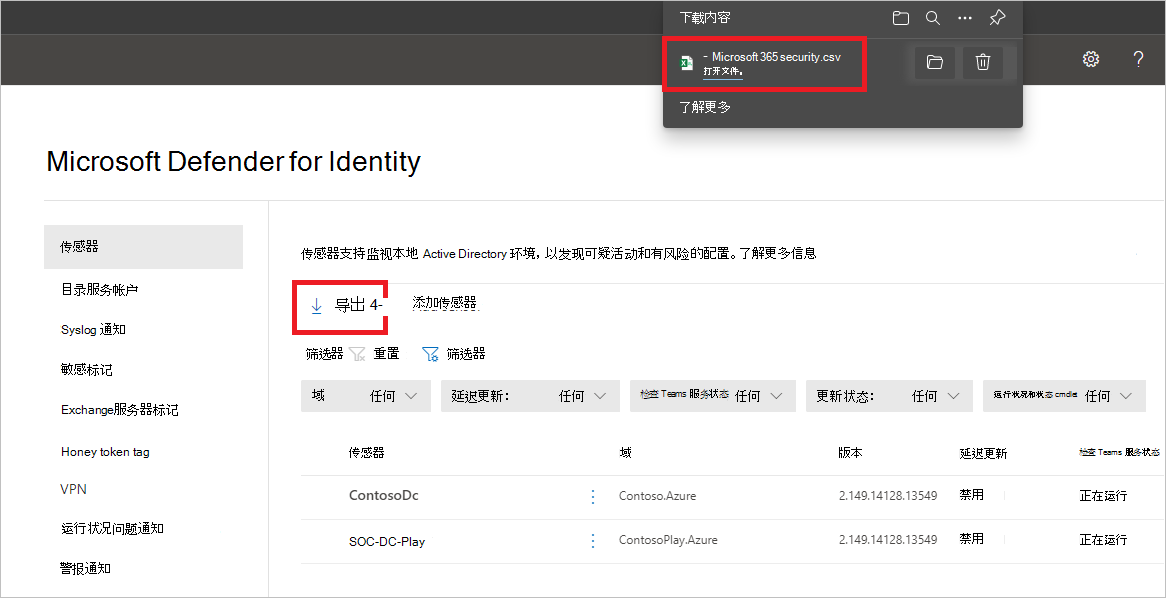 下载内容
- Microsoft 365 security.csv
打开文件。
了解更多
?
Microsoft Defender for Identity
传感器
目录服务帐户
Syslog 通知
敏感标记
Exchange服务器标记
Honey token tag
VPN
运行状况问题通知
警报通知
传感器支持监视本地 Active Directory 环境，以发现可疑活动和有风险的配置。了解更多信息
导出 4- 添加传感器
筛选器 重置 筛选器
域 任何 延迟更新： 任何 检查 Teams 服务状态 任何 更新状态： 任何 运行状况和状态 cmdlet 任何
传感器 域 版本 延迟更新 检查 Teams 服务状态
ContosoDc Contoso.Azure 2.149.14128.13549 禁用 正在运行
SOC-DC-Play ContosoPlay.Azure 2.149.14128.13549 禁用 正在运行